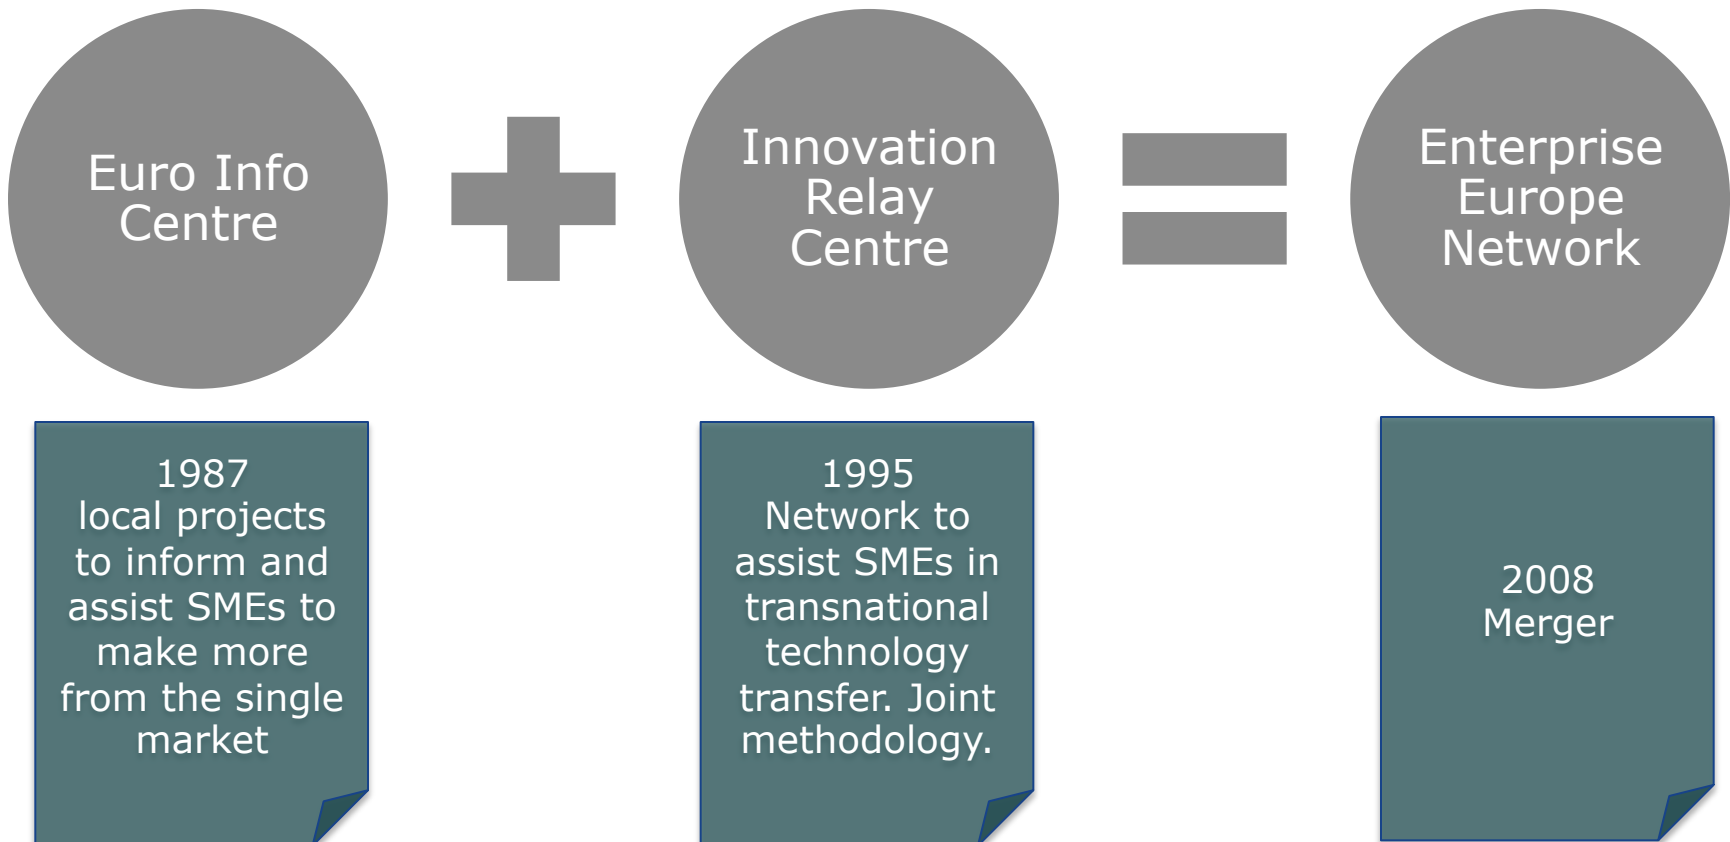 Euro Info
Centre
Innovation
Relay
Centre
Enterprise
Europe
Network
1987
local projects
to inform and
assist SMEs to
make more
from the single
market
1995
Network to
assist SMEs in
transnational
technology
transfer. Joint
methodology.
2008
Merger